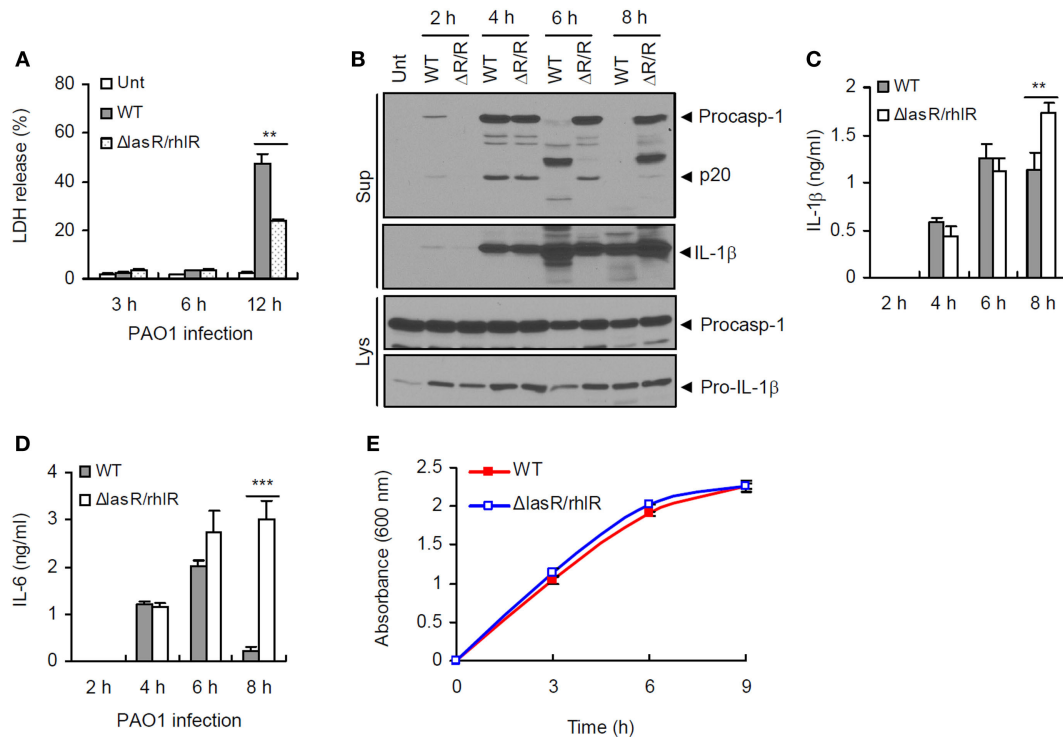 A
Unt
WT
ΔlasR/rhlR
LDH release (%)
80
60
40
20
0
**
3 h
6 h
12 h
PAO1 infection
B
2 h
4 h
6 h
8 h
Unt
WT
ΔR/R
WT
ΔR/R
WT
ΔR/R
WT
ΔR/R
Sup
Procasp-1
p20
IL-1β
Lys
Procasp-1
Pro-IL-1β
C
WT
ΔlasR/rhlR
IL-1β (ng/ml)
2
1.5
1
0.5
0
**
2 h
4 h
6 h
8 h
D
WT
ΔlasR/rhlR
IL-6 (ng/ml)
4
3
2
1
0
***
2 h
4 h
6 h
8 h
PAO1 infection
E
WT
ΔlasR/rhlR
Absorbance (600 nm)
2.5
2
1.5
1
0.5
0
0
3
6
9
Time (h)